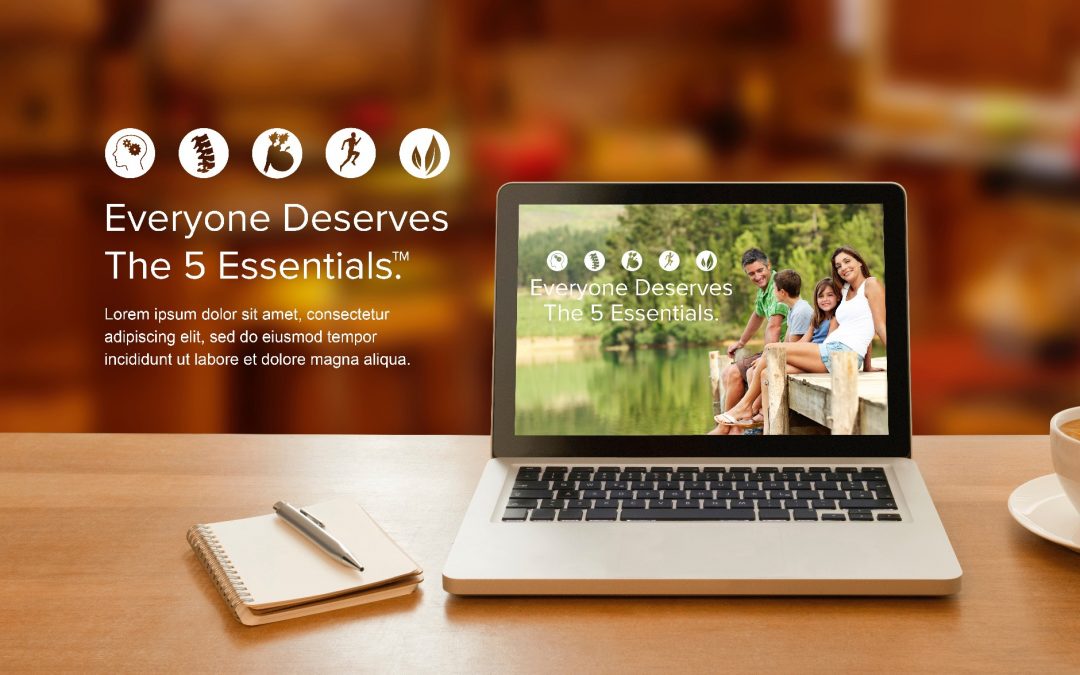 Everyone Deserves
The 5 Essentials.™
Lorem ipsum dolor sit amet, consectetur
adipiscing elit, sed do eiusmod tempor
incididunt ut labore et dolore magna aliqua.
Everyone Deserves
The 5 Essentials.